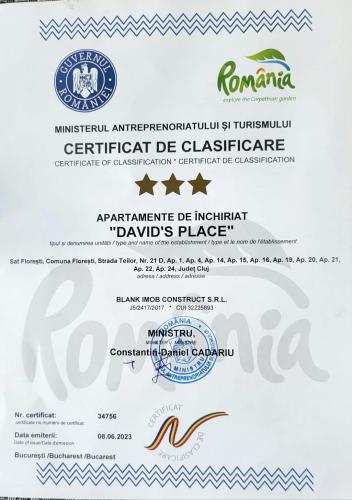 GUVERNUL ROMÂNIEI
România
explore the Carpathian garden
MINISTERUL ANTREPRENORIATULUI ȘI TURISMULUI
CERTIFICAT DE CLASIFICARE
CERTIFICATE OF CLASSIFICATION * CERTIFICAT DE CLASSIFICATION
APARTAMENTE DE ÎNCHIRIAT
"DAVID'S PLACE"
tipul și denumirea unității / type and name of the establishment / type et le nom de l'établissement
Sat Florești, Comuna Florești, Strada Teilor, Nr. 21 D, Ap. 1, Ap. 4, Ap. 14, Ap. 15, Ap. 16, Ap. 19, Ap. 20, Ap. 21,
Ap. 22, Ap. 24, Județ Cluj
adresa / address / adresse
BLANK IMOB CONSTRUCT S.R.L.
J5/2417/2017 * CUI 32225893
România
MINISTRU,
MINISTER / MINISTRE
Constantin-Daniel CADARIU
Nr. certificat: 34756
certificate no/ numéro de certificat
Data emiterii: 08.06.2023
Date of issue/Date d'émission
București /Bucharest /Bucarest
CERTIFICAT
DE CLASIFICARE